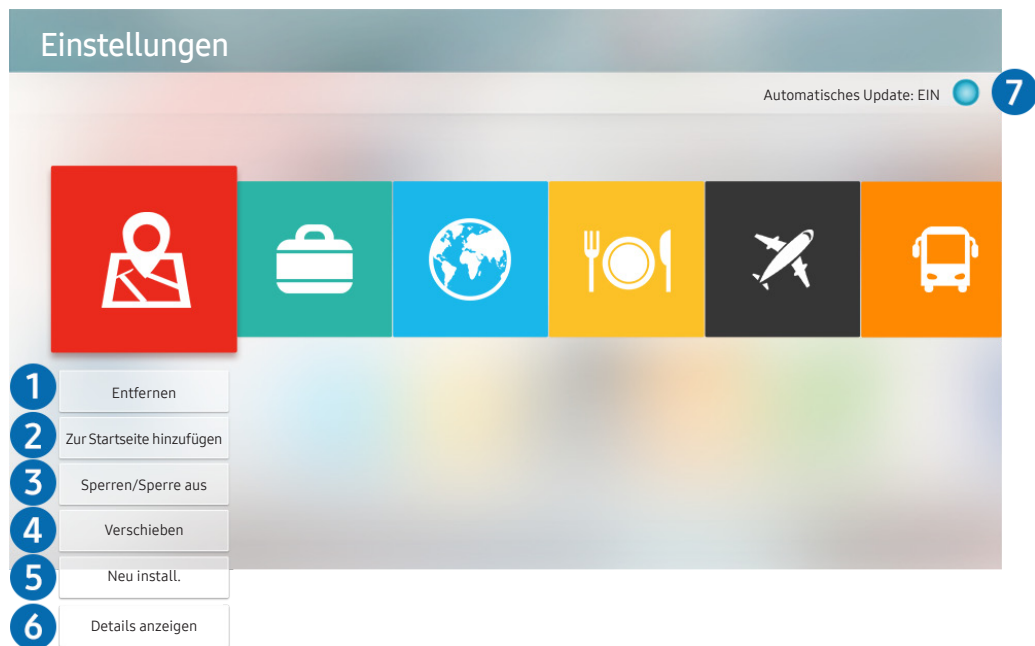 Einstellungen
Automatisches Update: EIN
7
1
Entfernen
2
Zur Startseite hinzufügen
3
Sperren/Sperre aus
4
Verschieben
5
Neu install.
6
Details anzeigen